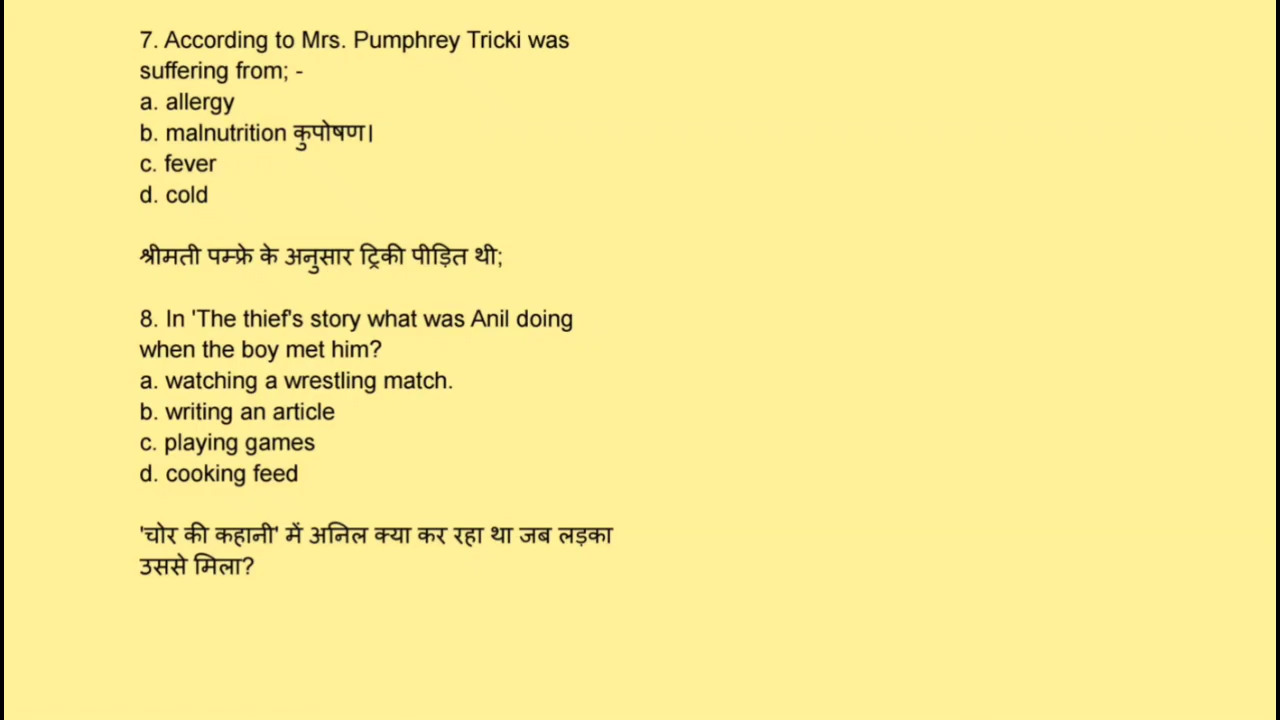 7. According to Mrs. Pumphrey Tricki was
suffering from; -
a. allergy
b. malnutrition कुपोषण।
c. fever
d. cold
श्रीमती पम्फ्रे के अनुसार ट्रिकी पीड़ित थी;
8. In 'The thief's story what was Anil doing
when the boy met him?
a. watching a wrestling match.
b. writing an article
c. playing games
d. cooking feed
'चोर की कहानी' में अनिल क्या कर रहा था जब लड़का
उससे मिला?